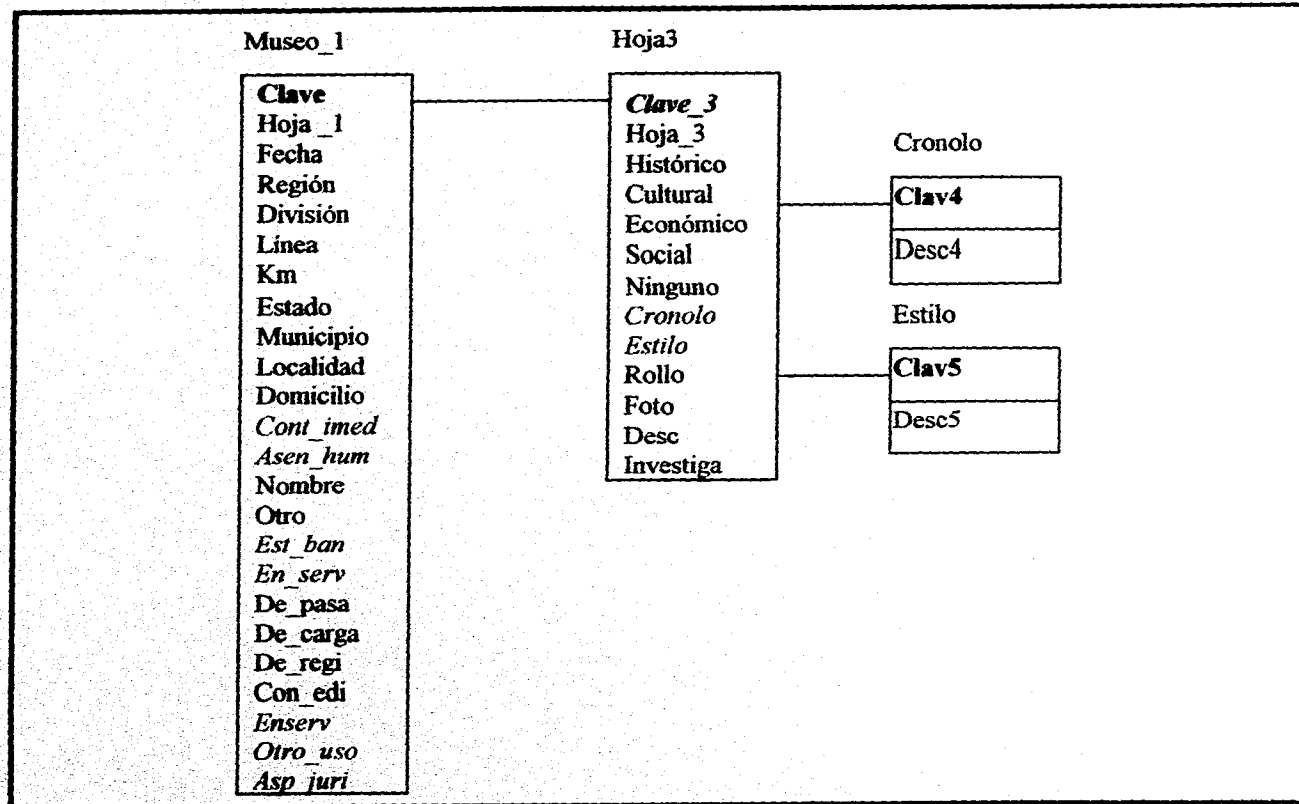 Museo_1
Clave
Hoja _1
Fecha
Región
División
Línea
Km
Estado
Municipio
Localidad
Domicilio
Cont_imed
Asen_hum
Nombre
Otro
Est_ban
En_serv
De_pasa
De_carga
De_regi
Con_edi
Enserv
Otro_uso
Asp_juri
Hoja3
Clave_3
Hoja_3
Histórico
Cultural
Económico
Social
Ninguno
Cronolo
Estilo
Rollo
Foto
Desc
Investiga
Cronolo
Clav4
Desc4
Estilo
Clav5
Desc5